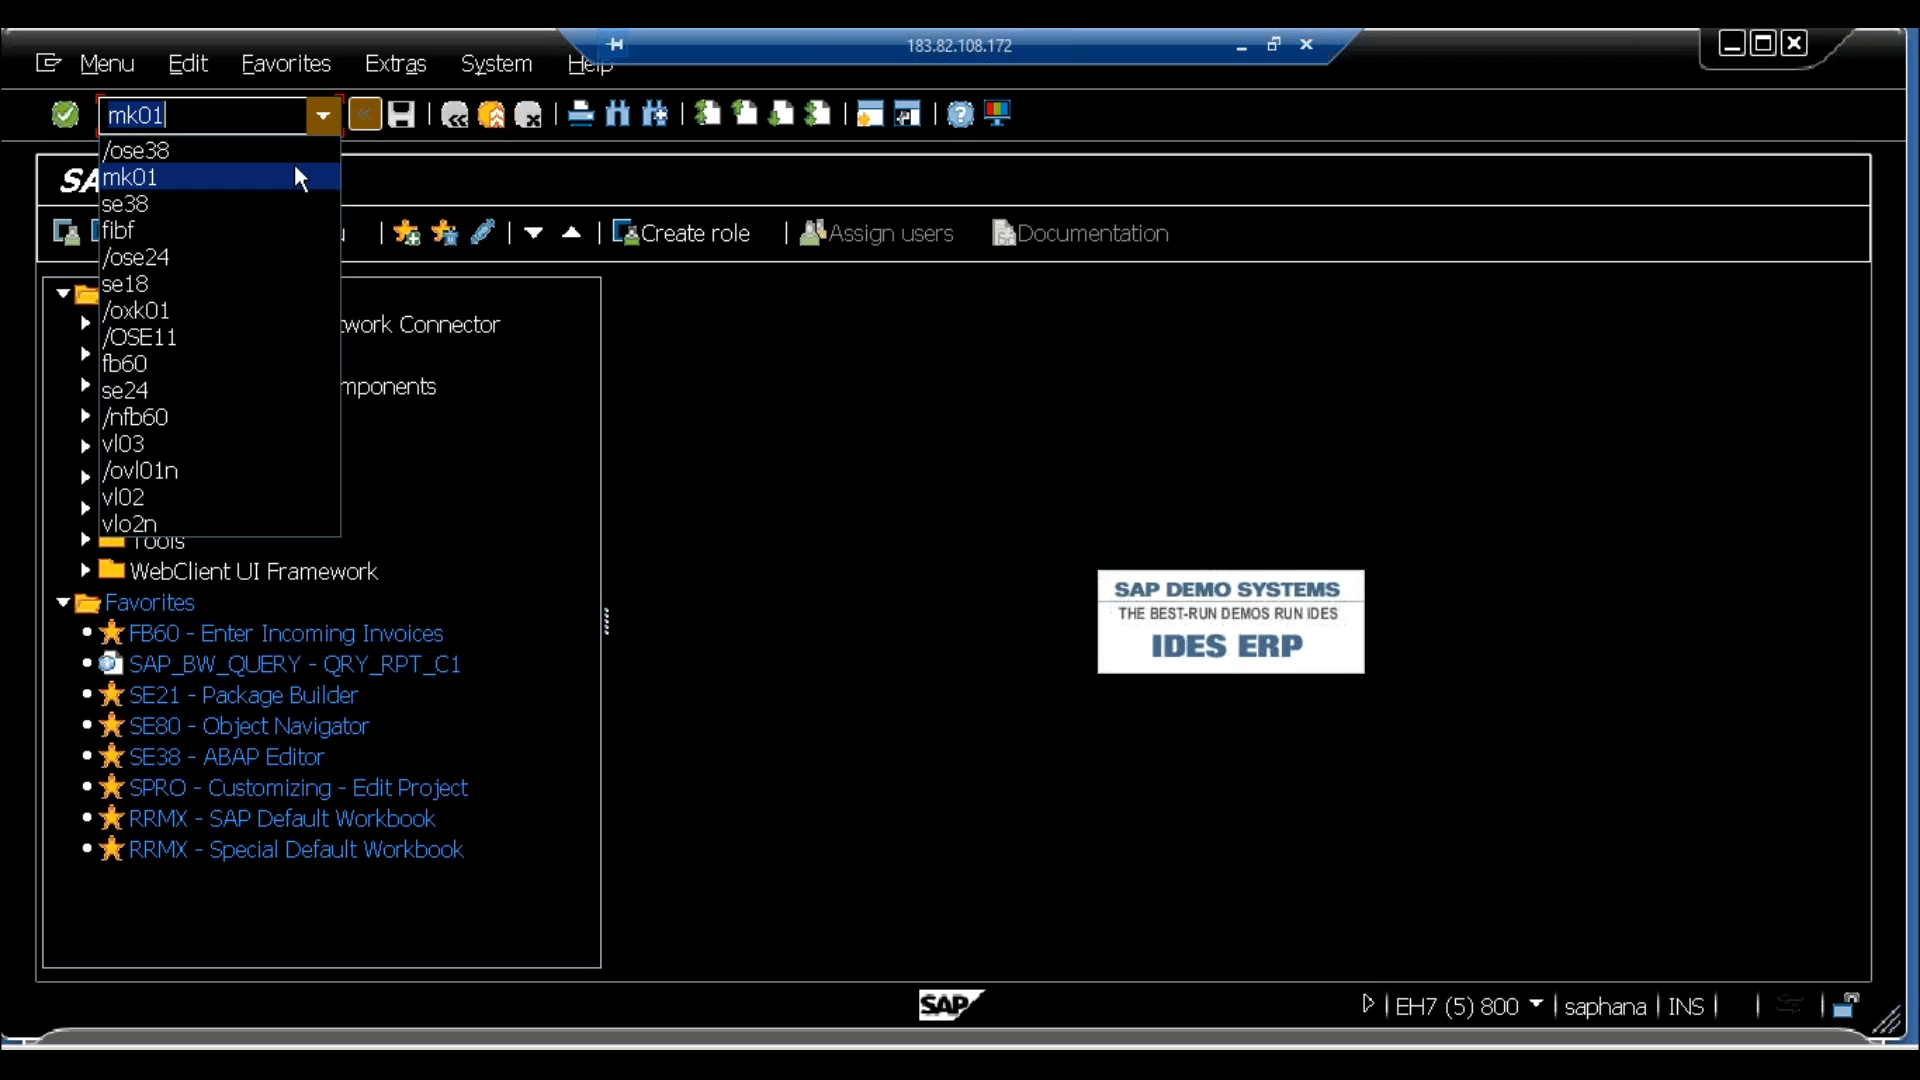 183.82.108.172
Menu Edit Favorites Extras System Help
mk01
/ose38
mk01
se38
fibf
/ose24
se18
/oxk01
/OSE11
fb60
se24
/nfb60
vl03
/ovl01n
vl02
vlo2n
SA
Create role Assign users Documentation
twork Connector
mponents
Tools
WebClient UI Framework
Favorites
FB60 - Enter Incoming Invoices
SAP_BW_QUERY - QRY_RPT_C1
SE21 - Package Builder
SE80 - Object Navigator
SE38 - ABAP Editor
SPRO - Customizing - Edit Project
RRMX - SAP Default Workbook
RRMX - Special Default Workbook
SAP DEMO SYSTEMS
THE BEST-RUN DEMOS RUN IDES
IDES ERP
SAP
EH7 (5) 800 saphana INS